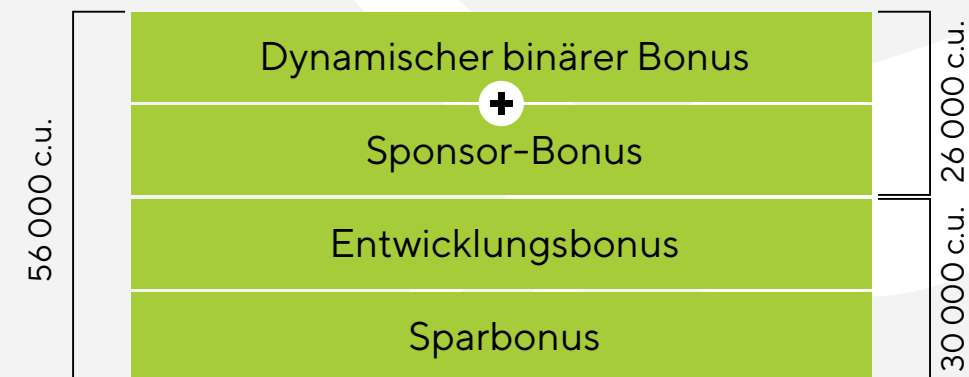 56 000 c.u.
Dynamischer binärer Bonus
+
Sponsor-Bonus
Entwicklungsbonus
Sparbonus
26 000 c.u.
30 000 c.u.